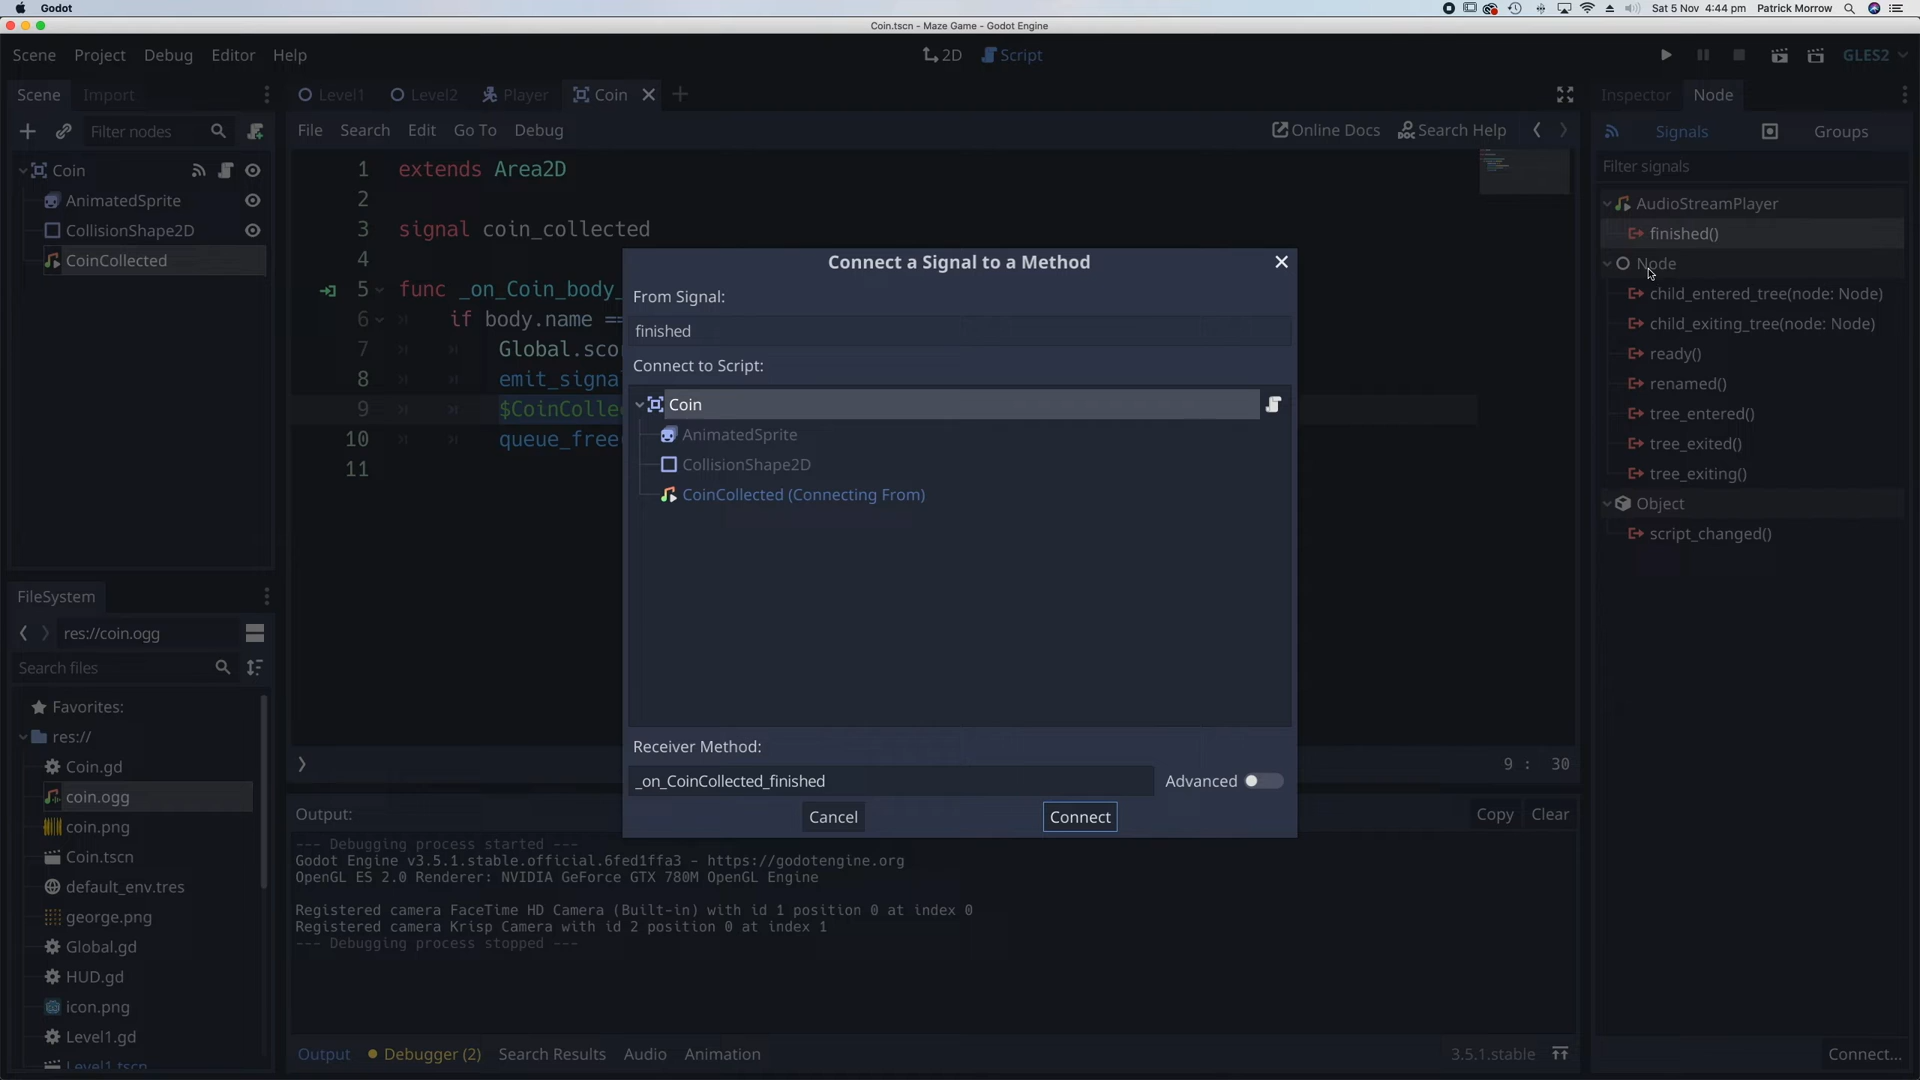 Godot
Sat 5 Nov 4:44 pm Patrick Morrow
Coin.tscn - Maze Game - Godot Engine
Scene Project Debug Editor Help
2D Script
GLES2
Scene Import
Level1 Level2 Player Coin
Inspector Node
Filter nodes
File Search Edit Go To Debug
Online Docs Search Help
Signals Groups
Filter signals
Coin
AnimatedSprite
CollisionShape2D
CoinCollected
1 extends Area2D
2
3 signal coin_collected
4
5 func _on_Coin_body_
6 if body.name ==
7 Global.sco
8 emit_signa
9 $CoinColle
10 queue_free
11
9 : 30
Connect a Signal to a Method
From Signal:
finished
Connect to Script:
Coin
AnimatedSprite
CollisionShape2D
CoinCollected (Connecting From)
Receiver Method:
_on_CoinCollected_finished
Advanced
Cancel Connect
AudioStreamPlayer
finished()
Node
child_entered_tree(node: Node)
child_exiting_tree(node: Node)
ready()
renamed()
tree_entered()
tree_exited()
tree_exiting()
Object
script_changed()
Connect...
FileSystem
res://coin.ogg
Search files
Favorites:
res://
Coin.gd
coin.ogg
coin.png
Coin.tscn
default_env.tres
george.png
Global.gd
HUD.gd
icon.png
Level1.gd
Level1.tscn
Output:
Copy Clear
--- Debugging process started ---
Godot Engine v3.5.1.stable.official.6fed1ffa3 - https://godotengine.org
OpenGL ES 2.0 Renderer: NVIDIA GeForce GTX 780M OpenGL Engine
Registered camera FaceTime HD Camera (Built-in) with id 1 position 0 at index 0
Registered camera Krisp Camera with id 2 position 0 at index 1
--- Debugging process stopped ---
Output Debugger (2) Search Results Audio Animation
3.5.1.stable